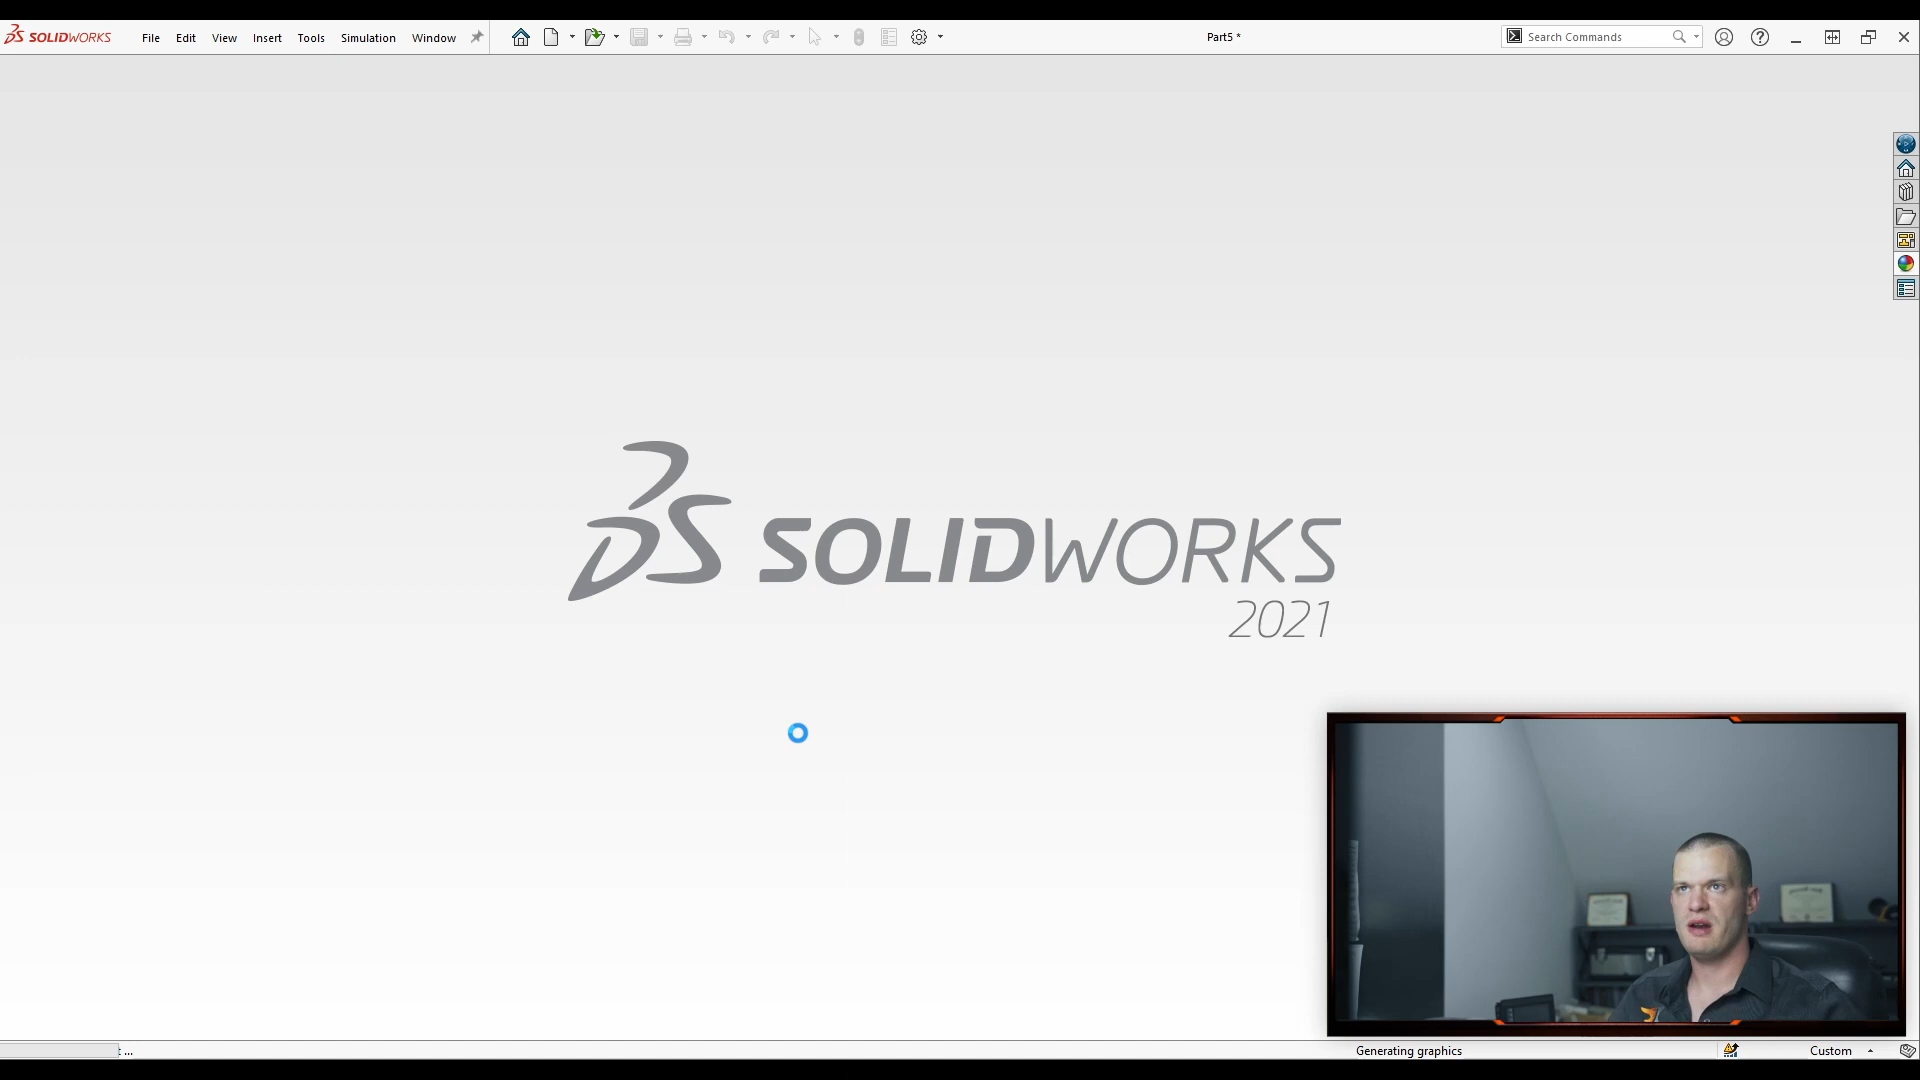 SOLIDWORKS File Edit View Insert Tools Simulation Window Part5 * Search Commands
SOLIDWORKS
2021
t ... Generating graphics Custom